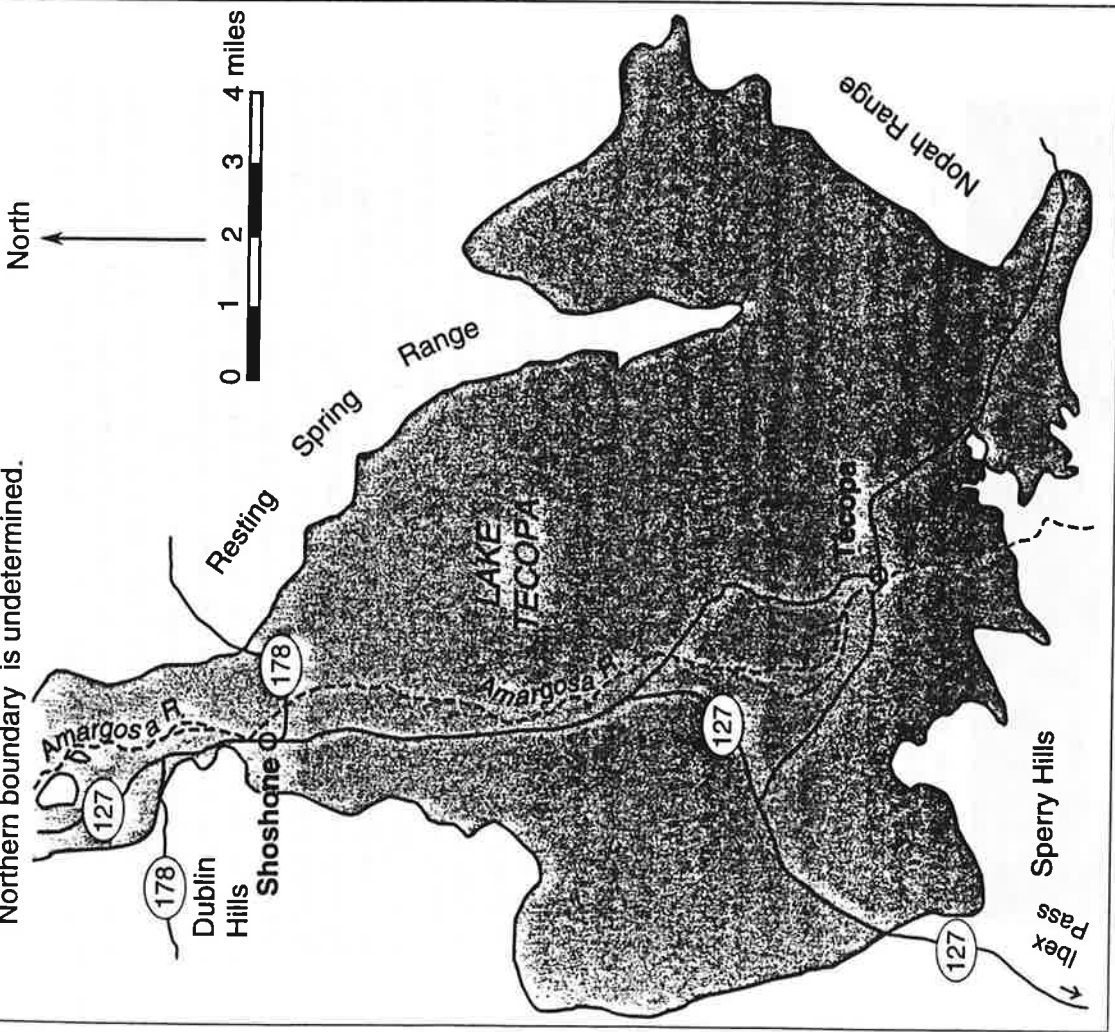 Northern boundary is undetermined.
North
0 1 2 3 4 miles
Amargosa R.
127
178
178
Dublin
Hills
Shoshone
Resting
Spring
Range
LAKE
TECOPA
Amargosa R.
127
Tecopa
Nopah Range
127
Sperry Hills
Ibex
Pass